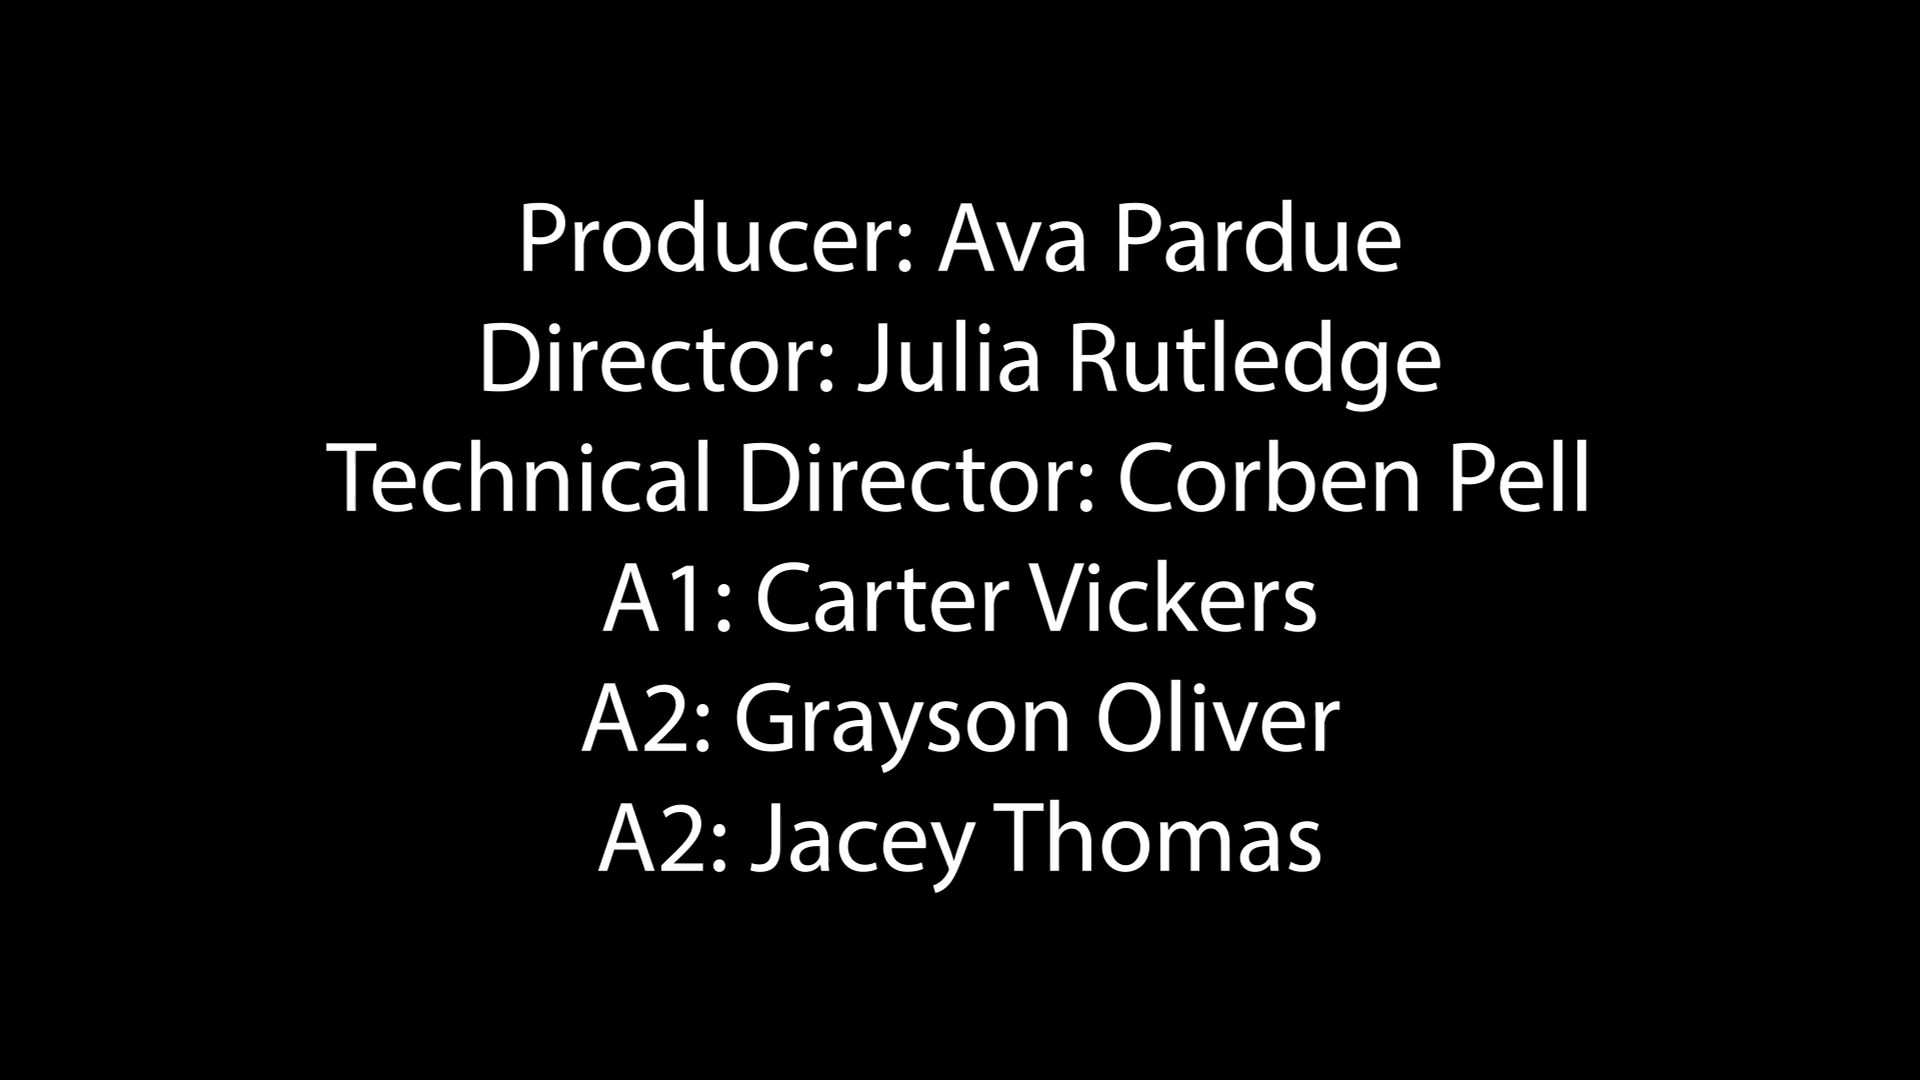 Producer: Ava Pardue
Director: Julia Rutledge
Technical Director: Corben Pell
A1: Carter Vickers
A2: Grayson Oliver
A2: Jacey Thomas